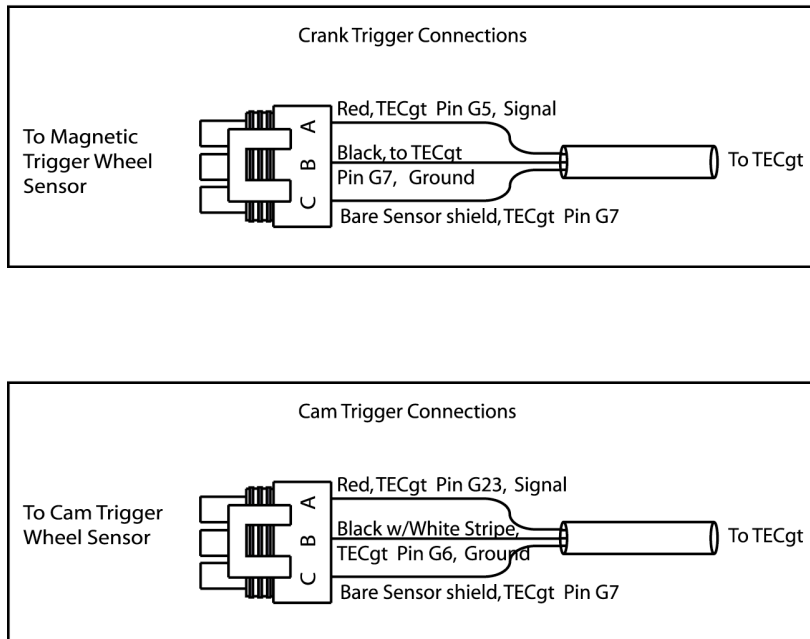 Crank Trigger Connections
To Magnetic
Trigger Wheel
Sensor
A
B
C
Red, TECgt Pin G5, Signal
Black, to TECgt
Pin G7, Ground
Bare Sensor shield, TECgt Pin G7
To TECgt
Cam Trigger Connections
To Cam Trigger
Wheel Sensor
A
B
C
Red, TECgt Pin G23, Signal
Black w/White Stripe,
TECgt Pin G6, Ground
Bare Sensor shield, TECgt Pin G7
To TECgt